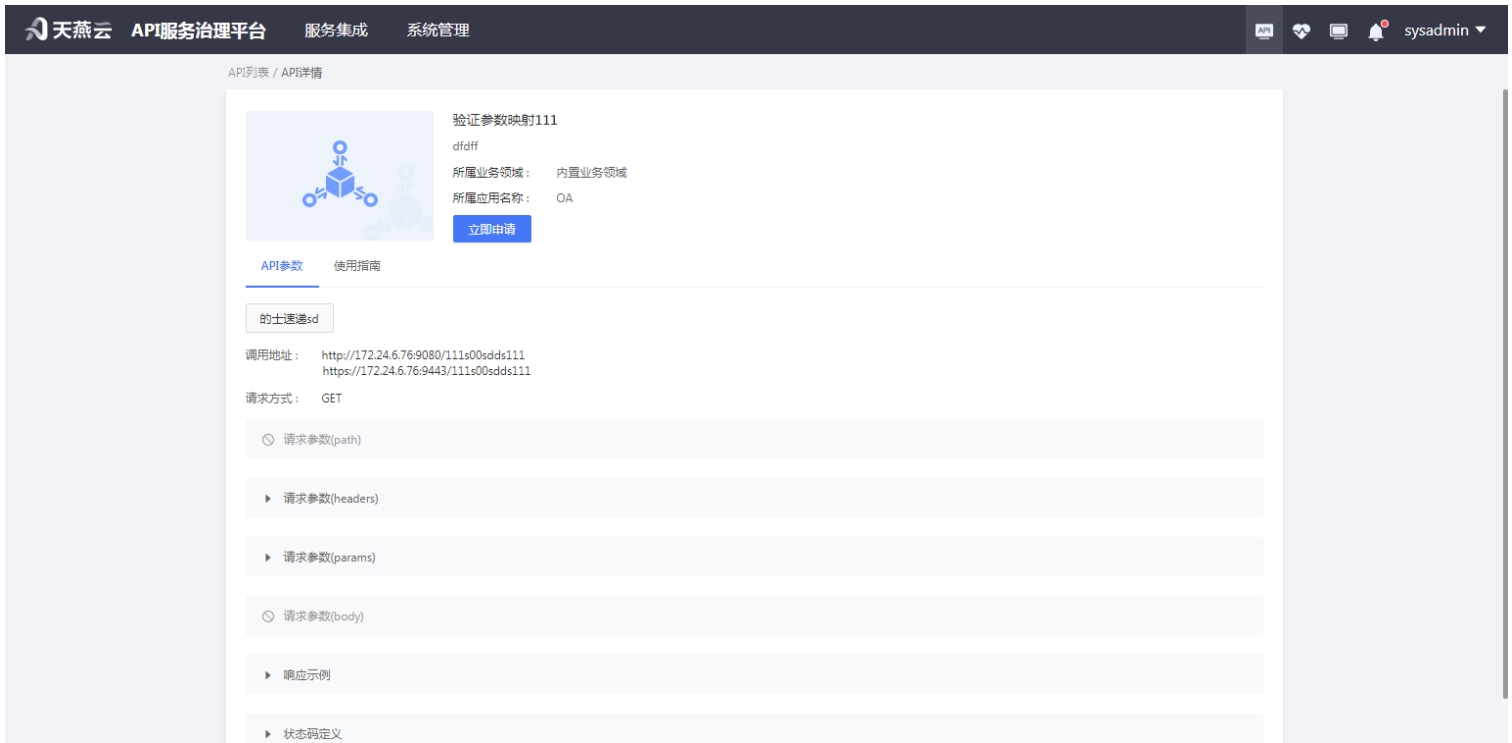 天燕云 API服务治理平台 服务集成 系统管理 API sysadmin
API列表 / API详情
验证参数映射111
dfdff
所属业务领域： 内置业务领域
所属应用名称： OA
立即申请
API参数 使用指南
的士速递sd
调用地址： http://172.24.6.76:9080/111s00sdds111
https://172.24.6.76:9443/111s00sdds111
请求方式： GET
请求参数(path)
请求参数(headers)
请求参数(params)
请求参数(body)
响应示例
状态码定义